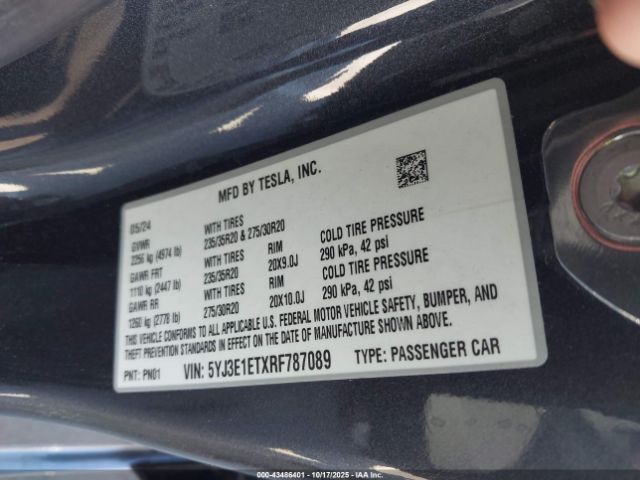 MFD BY TESLA, INC.
05/24
GVWR WITH TIRES
2256 kg (4974 lb) 235/35R20 & 275/30R20
GAWR FRT WITH TIRES RIM COLD TIRE PRESSURE
1110 kg (2447 lb) 235/35R20 20X9.0J 290 kPa, 42 psi
GAWR RR WITH TIRES RIM COLD TIRE PRESSURE
1260 kg (2778 lb) 275/30R20 20X10.0J 290 kPa, 42 psi
THIS VEHICLE CONFORMS TO ALL APPLICABLE U.S. FEDERAL MOTOR VEHICLE SAFETY, BUMPER, AND
THEFT PREVENTION STANDARDS IN EFFECT ON THE DATE OF MANUFACTURE SHOWN ABOVE.
PNT: PN01 VIN: 5YJ3E1ETXRF787089 TYPE: PASSENGER CAR
© IAA 43486401 | 10/17/2025 | IAAI.COM